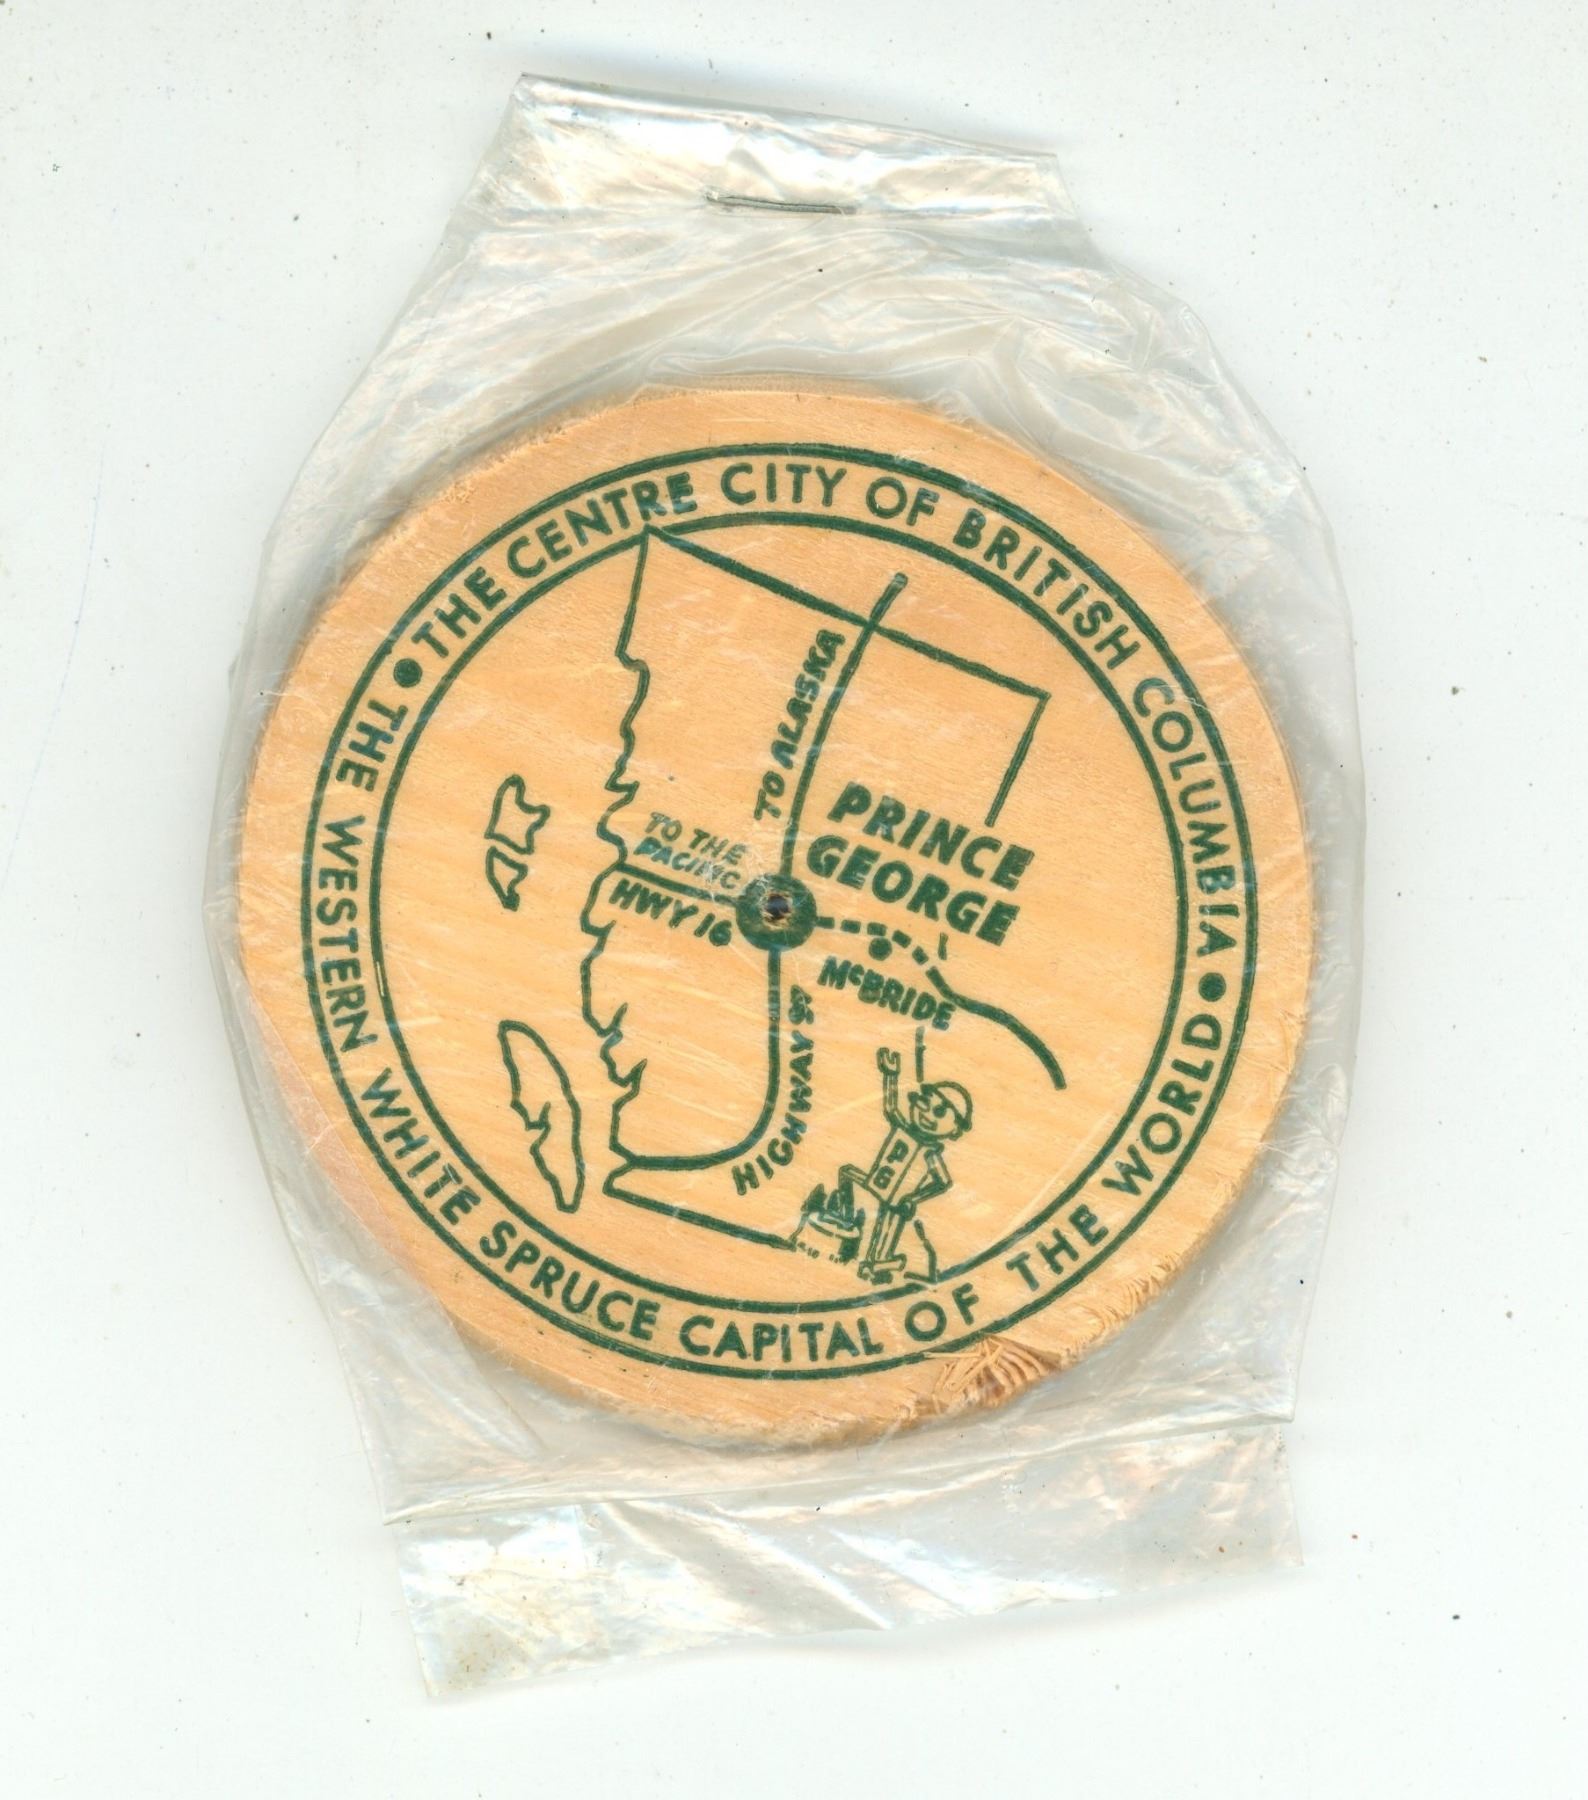 • THE CENTRE CITY OF BRITISH COLUMBIA •
THE WESTERN WHITE SPRUCE CAPITAL OF THE WORLD
TO ALASKA
PRINCE
GEORGE
TO THE
PACIFIC
HWY 16
McBRIDE
HIGHWAY 97
PG